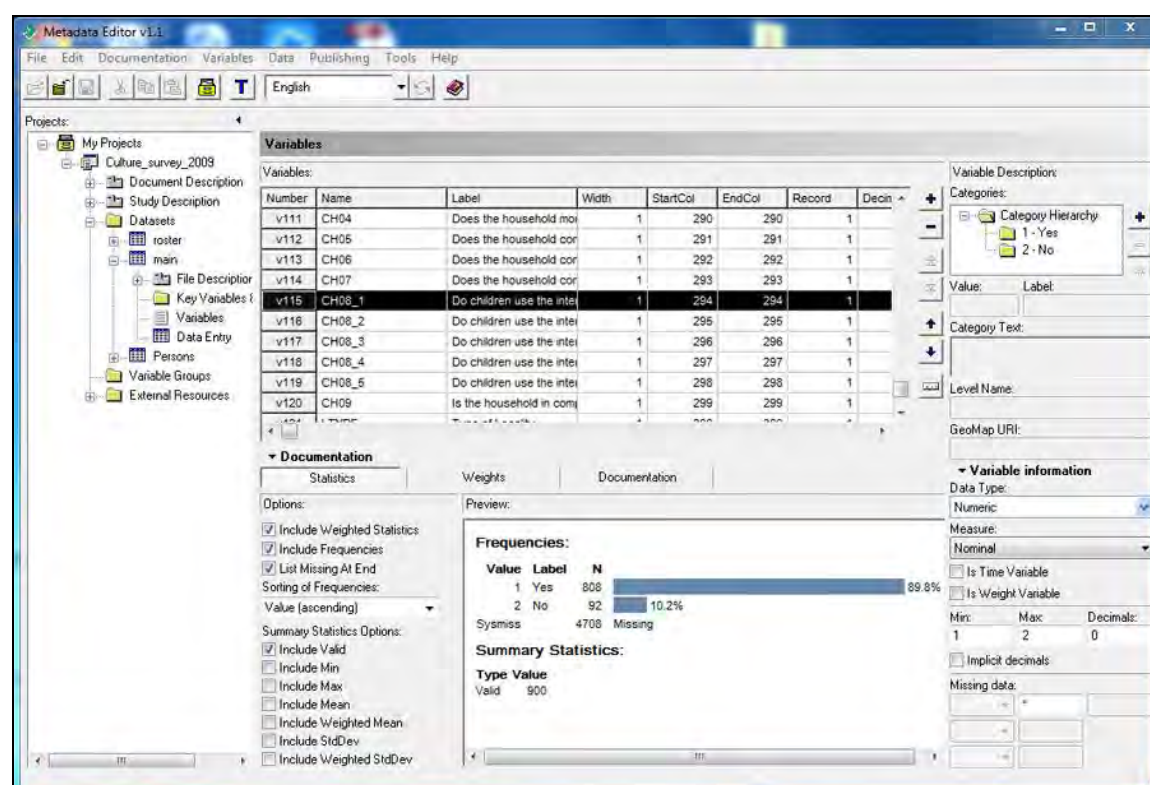 Metadata Editor v1.1
File Edit Documentation Variables Data Publishing Tools Help
T English
Projects:
My Projects
Culture_survey_2009
Document Description
Study Description
Datasets
roster
main
File Descriptior
Key Variables &
Variables
Data Entry
Persons
Variable Groups
External Resources
Variables
Variables:
Number Name Label Width StartCol EndCol Record Decin
v111 CH04 Does the household mor 1 290 290 1
v112 CH05 Does the household cor 1 291 291 1
v113 CH06 Does the household cor 1 292 292 1
v114 CH07 Does the household cor 1 293 293 1
v115 CH08_1 Do children use the inter 1 294 294 1
v116 CH08_2 Do children use the inter 1 295 295 1
v117 CH08_3 Do children use the inter 1 296 296 1
v118 CH08_4 Do children use the inter 1 297 297 1
v119 CH08_5 Do children use the inter 1 298 298 1
v120 CH09 Is the household in comp 1 299 299 1
Documentation
Statistics Weights Documentation
Options:
Include Weighted Statistics
Include Frequencies
List Missing At End
Sorting of Frequencies:
Value (ascending)
Summary Statistics Options:
Include Valid
Include Min
Include Max
Include Mean
Include Weighted Mean
Include StdDev
Include Weighted StdDev
Preview:
Frequencies:
Value Label N
1 Yes 808 89.8%
2 No 92 10.2%
Sysmiss 4708 Missing
Summary Statistics:
Type Value
Valid 900
Variable Description:
Categories:
Category Hierarchy
1 - Yes
2 - No
Value: Label:
Category Text:
Level Name:
GeoMap URI:
Variable information
Data Type:
Numeric
Measure:
Nominal
Is Time Variable
Is Weight Variable
Min: Max: Decimals:
1 2 0
Implicit decimals
Missing data:
*